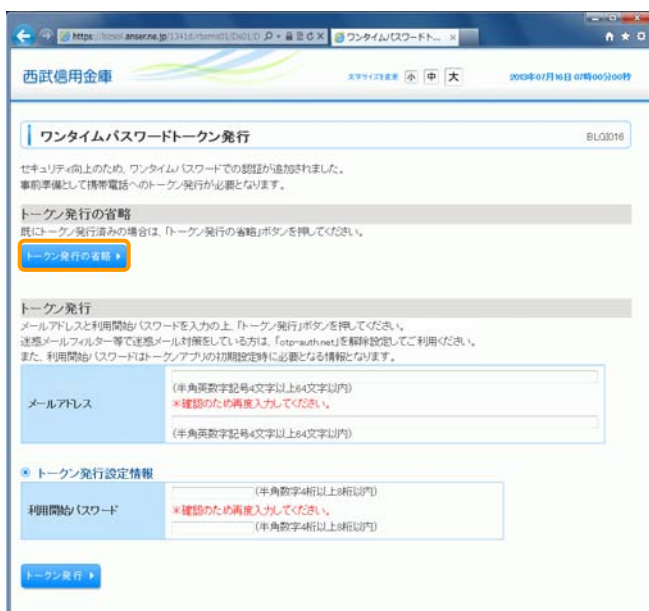 https://bizsol.anser.ne.jp/1341d/rbems01/Ds01/D
ワンタイムパスワードト...
西武信用金庫
文字サイズを変更 小 中 大
2013年07月16日 07時00分00秒
ワンタイムパスワードトークン発行
BLGI016
セキュリティ向上のため、ワンタイムパスワードでの認証が追加されました。
事前準備として携帯電話へのトークン発行が必要となります。
トークン発行の省略
既にトークン発行済みの場合は、「トークン発行の省略」ボタンを押してください。
トークン発行の省略
トークン発行
メールアドレスと利用開始パスワードを入力の上、「トークン発行」ボタンを押してください。
迷惑メールフィルター等で迷惑メール対策をしている方は、「otp-auth.net」を解除設定してご利用ください。
また、利用開始パスワードはトークンアプリの初期設定時に必要となる情報となります。
メールアドレス
(半角英数字記号4文字以上64文字以内)
※確認のため再度入力してください。
(半角英数字記号4文字以上64文字以内)
トークン発行設定情報
利用開始パスワード
(半角数字4桁以上8桁以内)
※確認のため再度入力してください。
(半角数字4桁以上8桁以内)
トークン発行